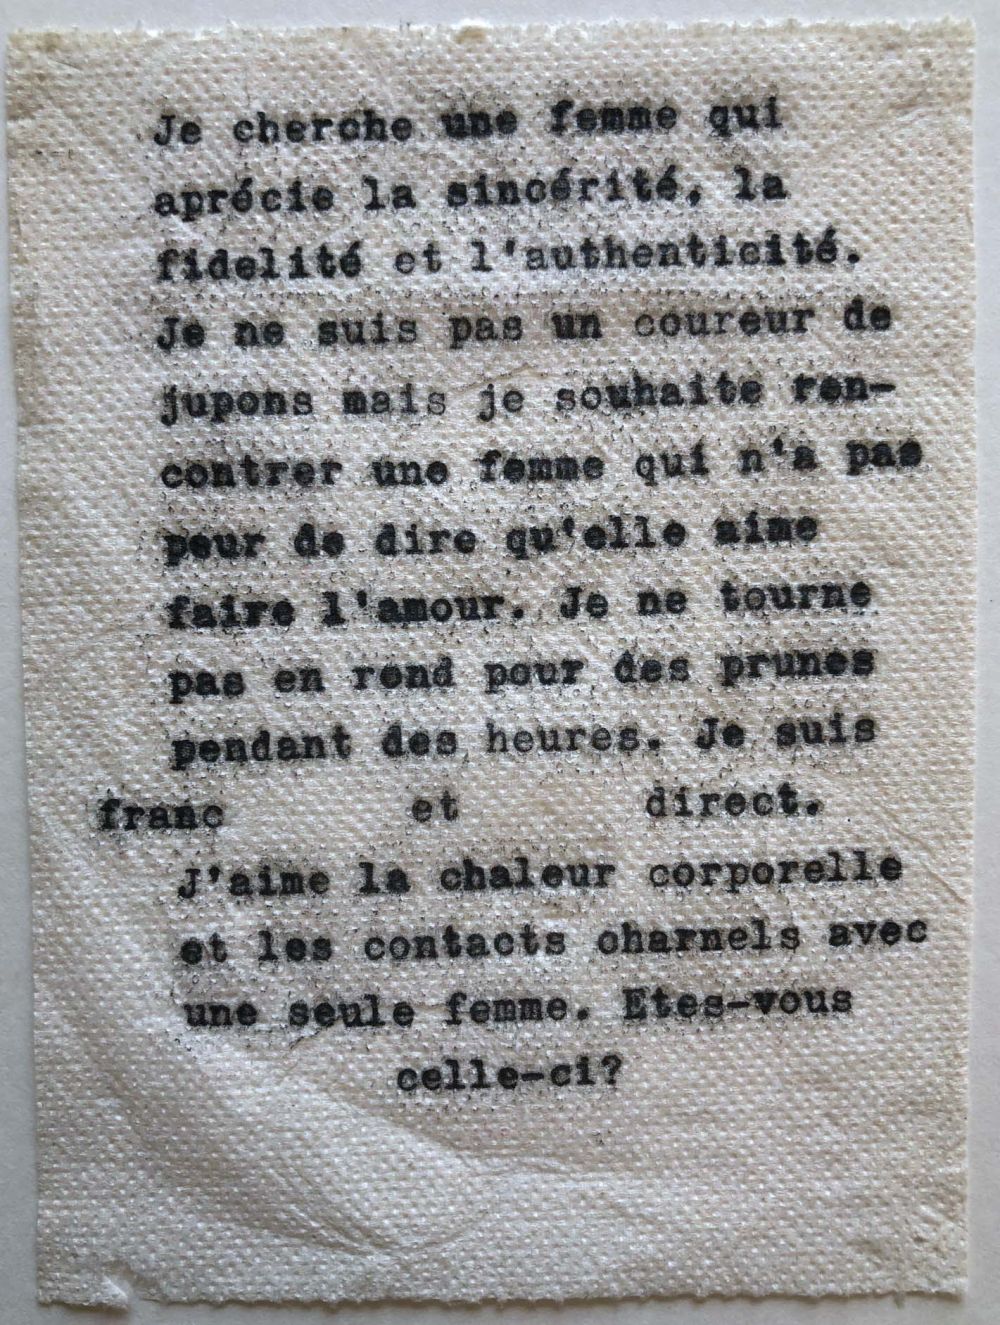 Je cherche une femme qui
aprécie la sincérité, la
fidelité et l'authenticité.
Je ne suis pas un coureur de
jupons mais je souhaite ren-
contrer une femme qui n'a pas
peur de dire qu'elle aime
faire l'amour. Je ne tourne
pas en rond pour des prunes
pendant des heures. Je suis
franc et direct.
J'aime la chaleur corporelle
et les contacts charnels avec
une seule femme. Etes-vous
celle-ci?